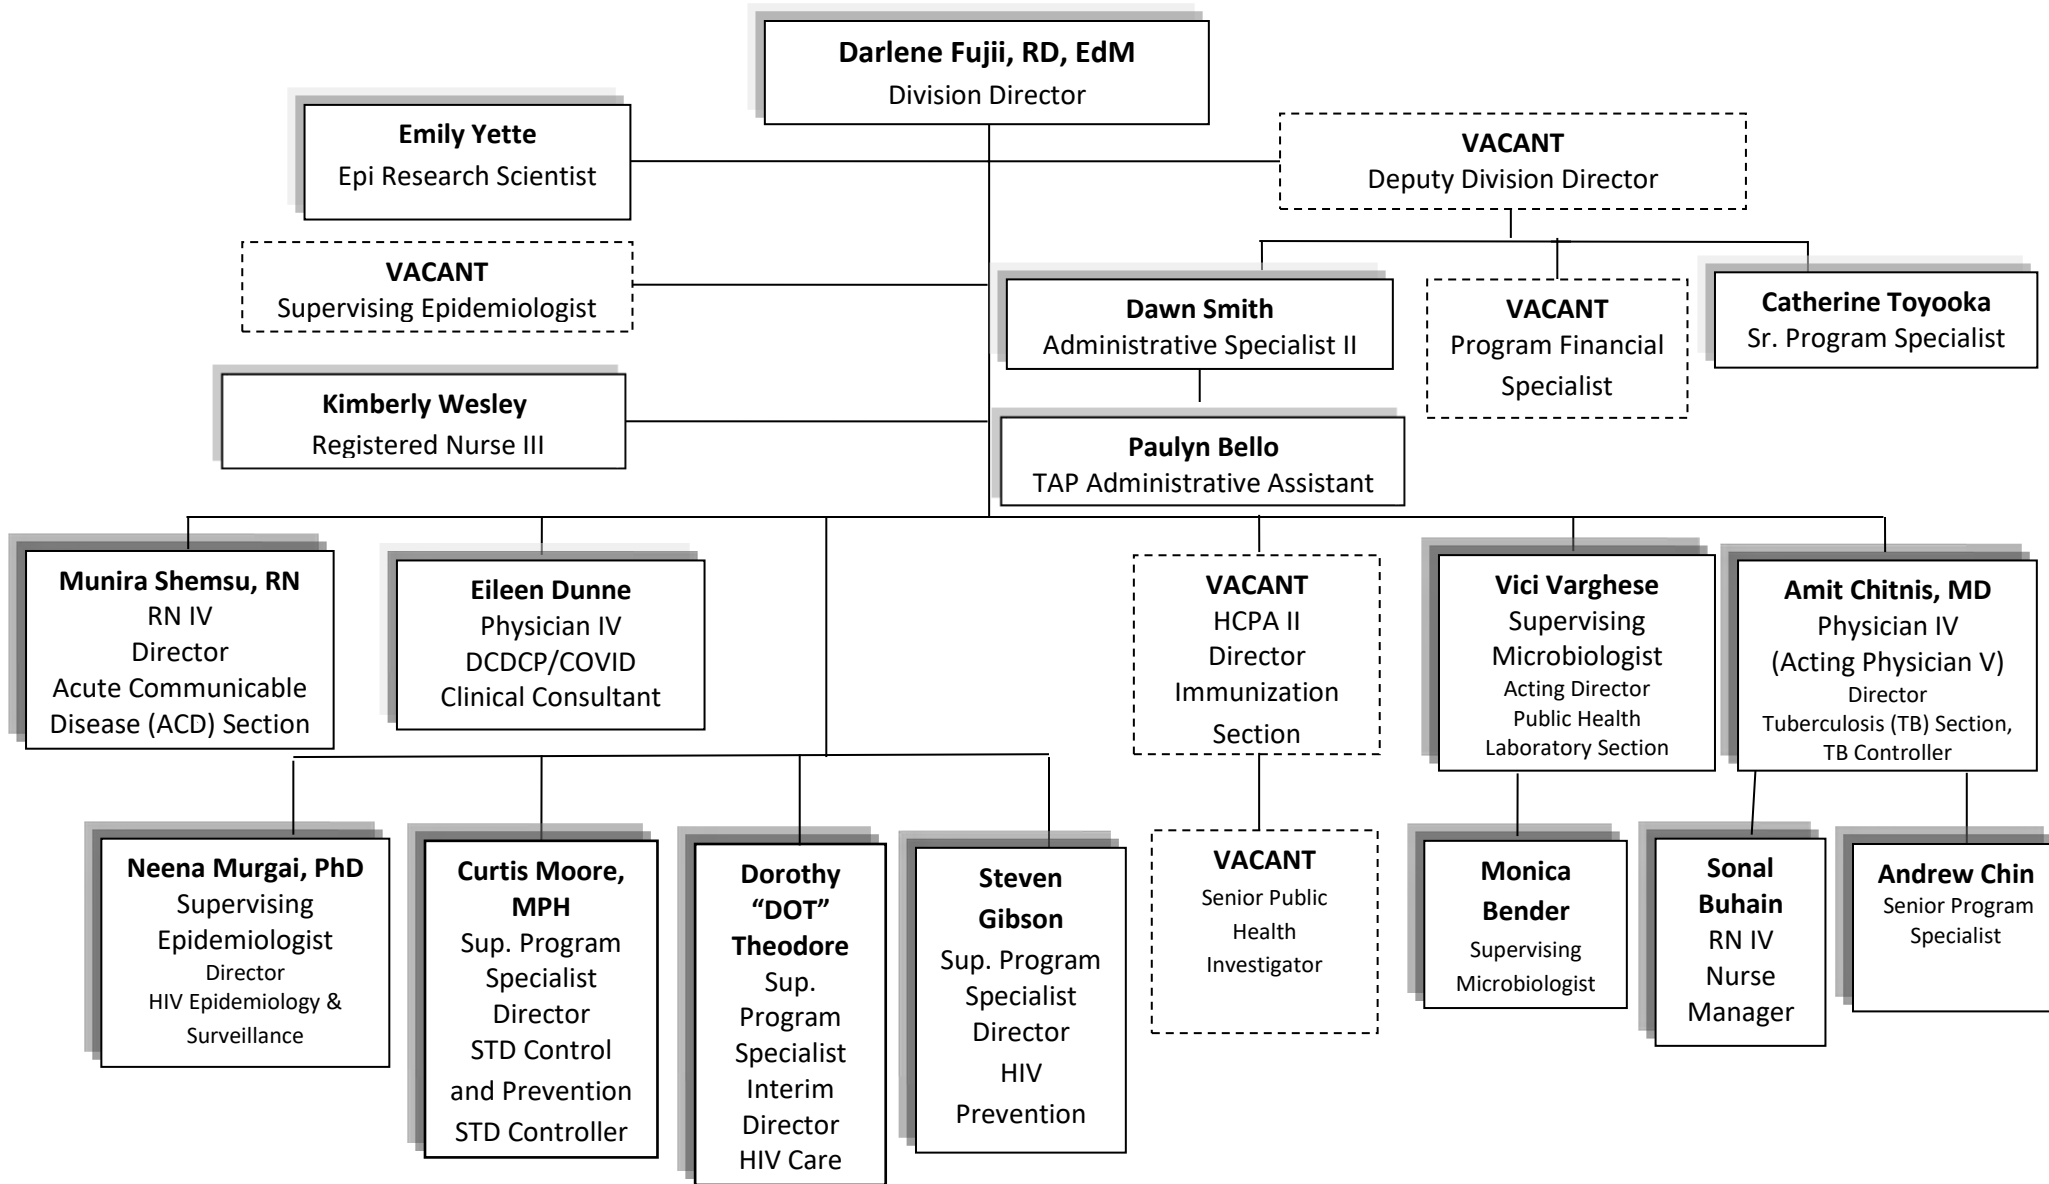 Darlene Fujii, RD, EdM
Division Director
Emily Yette
Epi Research Scientist
VACANT
Deputy Division Director
VACANT
Supervising Epidemiologist
Dawn Smith
Administrative Specialist II
VACANT
Program Financial
Specialist
Catherine Toyooka
Sr. Program Specialist
Kimberly Wesley
Registered Nurse III
Paulyn Bello
TAP Administrative Assistant
Munira Shemsu, RN
RN IV
Director
Acute Communicable
Disease (ACD) Section
Eileen Dunne
Physician IV
DCDCP/COVID
Clinical Consultant
VACANT
HCPA II
Director
Immunization
Section
Vici Varghese
Supervising
Microbiologist
Acting Director
Public Health
Laboratory Section
Amit Chitnis, MD
Physician IV
(Acting Physician V)
Director
Tuberculosis (TB) Section,
TB Controller
Neena Murgai, PhD
Supervising
Epidemiologist
Director
HIV Epidemiology &
Surveillance
Curtis Moore,
MPH
Sup. Program
Specialist
Director
STD Control
and Prevention
STD Controller
Dorothy
“DOT”
Theodore
Sup.
Program
Specialist
Interim
Director
HIV Care
Steven
Gibson
Sup. Program
Specialist
Director
HIV
Prevention
VACANT
Senior Public
Health
Investigator
Monica
Bender
Supervising
Microbiologist
Sonal
Buhain
RN IV
Nurse
Manager
Andrew Chin
Senior Program
Specialist